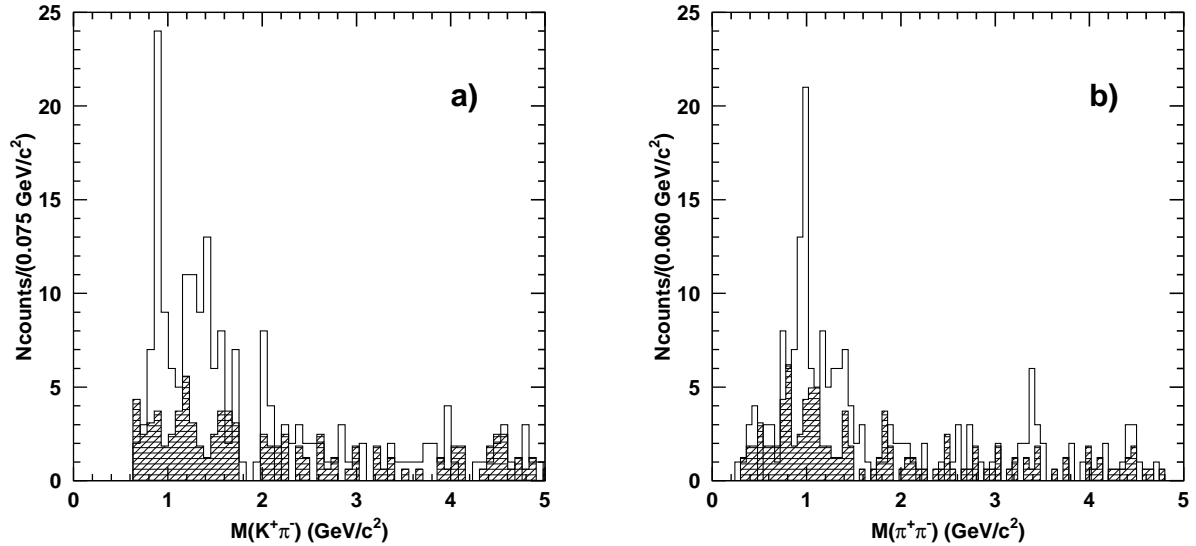 a)
Ncounts/(0.075 GeV/c²)
25
20
15
10
5
0
0 1 2 3 4 5
M(K⁺π⁻) (GeV/c²)
b)
Ncounts/(0.060 GeV/c²)
25
20
15
10
5
0
0 1 2 3 4 5
M(π⁺π⁻) (GeV/c²)